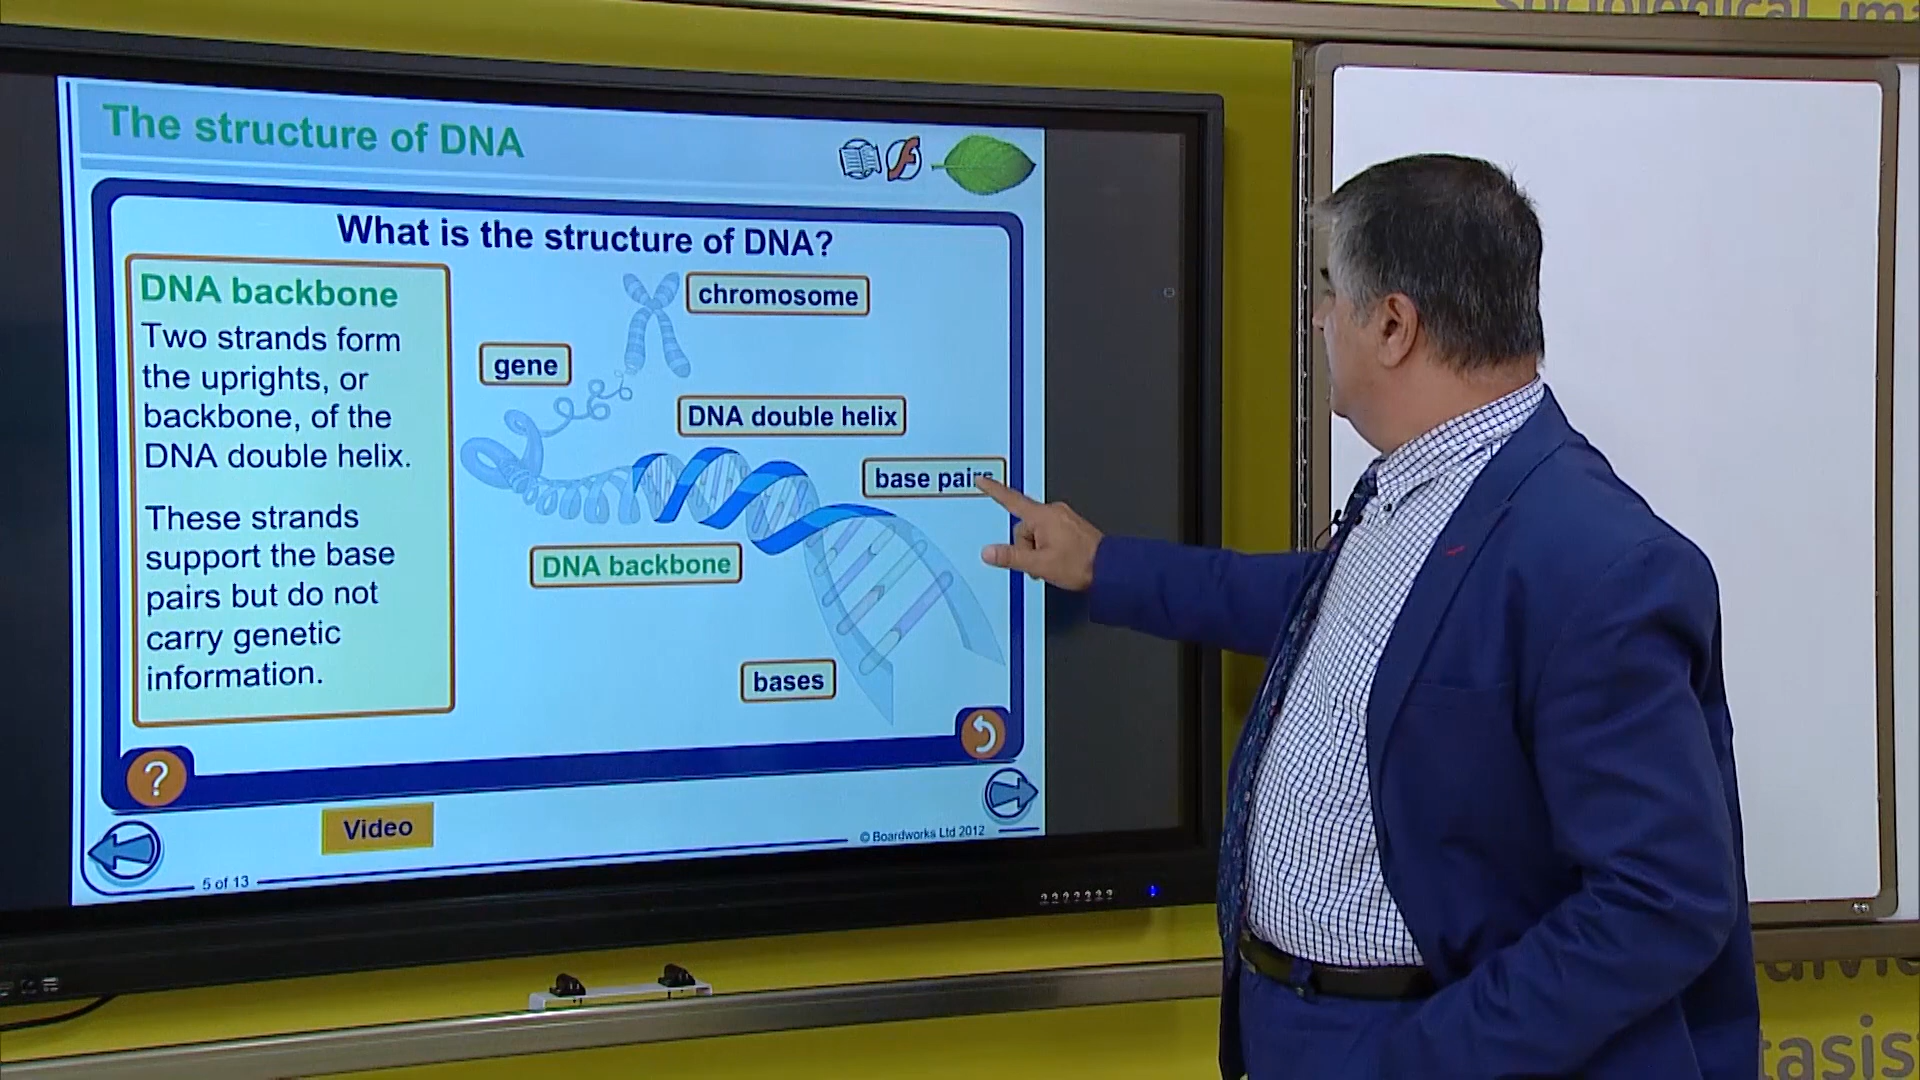 sociological
The structure of DNA
What is the structure of DNA?
DNA backbone
Two strands form
the uprights, or
backbone, of the
DNA double helix.
These strands
support the base
pairs but do not
carry genetic
information.
chromosome
gene
DNA double helix
base pairs
DNA backbone
bases
?
Video
© Boardworks Ltd 2012
5 of 13